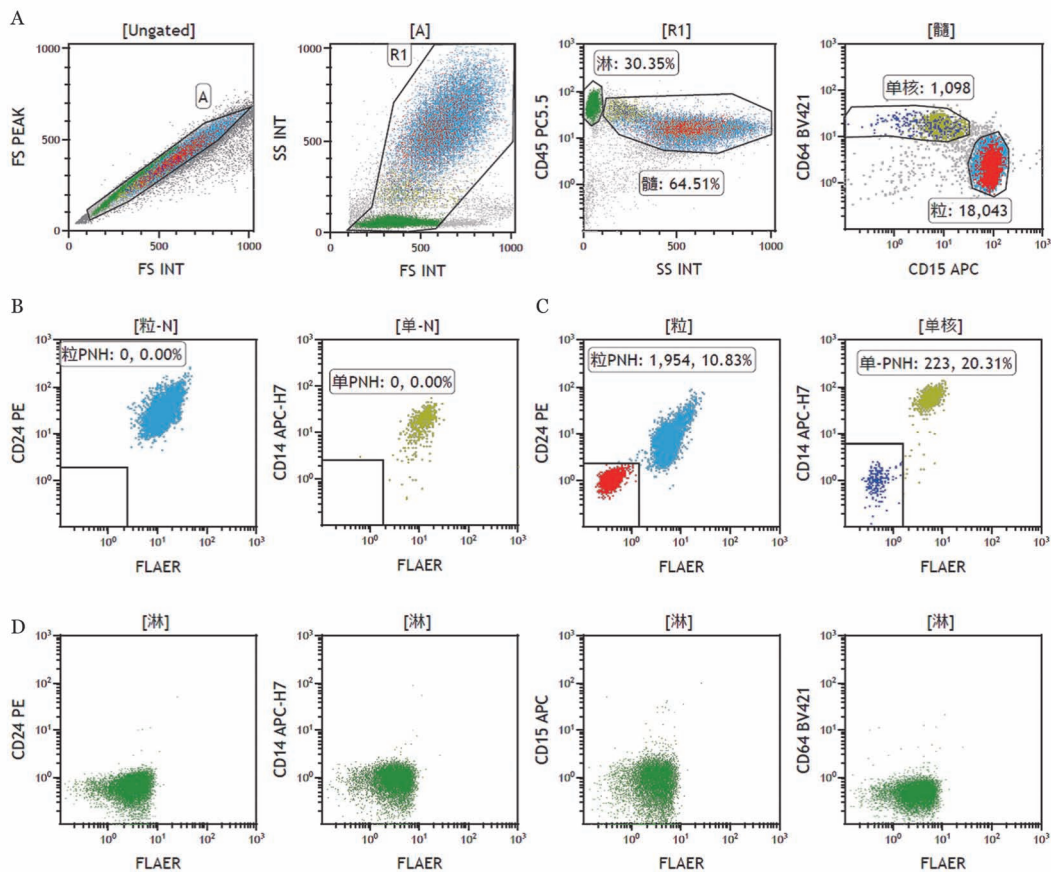 A
[Ungated]
A
FS PEAK
1000
500
0
0
500
1000
FS INT
[A]
R1
SS INT
1000
500
0
0
500
1000
FS INT
[R1]
淋: 30.35%
髓: 64.51%
CD45 PC5.5
10³
10²
10¹
10⁰
0
500
1000
SS INT
[髓]
单核: 1,098
粒: 18,043
CD64 BV421
10³
10²
10¹
10⁰
10⁰
10¹
10²
10³
CD15 APC
B
[粒-N]
粒PNH: 0, 0.00%
CD24 PE
10³
10²
10¹
10⁰
10⁰
10¹
10²
10³
FLAER
[单-N]
单PNH: 0, 0.00%
CD14 APC-H7
10³
10²
10¹
10⁰
10⁰
10¹
10²
10³
FLAER
C
[粒]
粒PNH: 1,954, 10.83%
CD24 PE
10³
10²
10¹
10⁰
10⁰
10¹
10²
10³
FLAER
[单核]
单-PNH: 223, 20.31%
CD14 APC-H7
10³
10²
10¹
10⁰
10⁰
10¹
10²
10³
FLAER
D
[淋]
CD24 PE
10³
10²
10¹
10⁰
10⁰
10¹
10²
10³
FLAER
[淋]
CD14 APC-H7
10³
10²
10¹
10⁰
10⁰
10¹
10²
10³
FLAER
[淋]
CD15 APC
10³
10²
10¹
10⁰
10⁰
10¹
10²
10³
FLAER
[淋]
CD64 BV421
10³
10²
10¹
10⁰
10⁰
10¹
10²
10³
FLAER